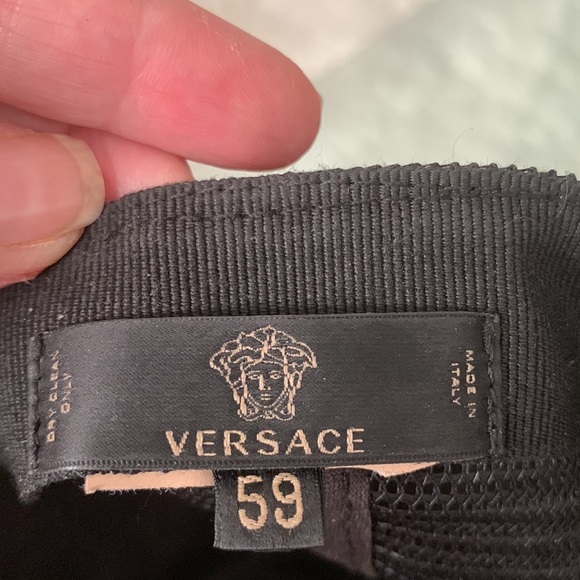 DRY CLEAN
ONLY
VERSACE
MADE IN
ITALY
59